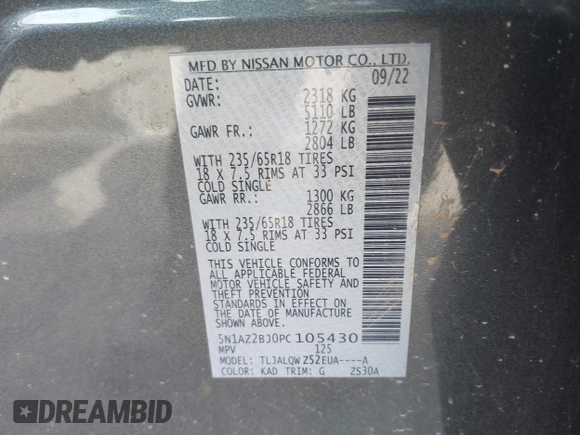 MFD BY NISSAN MOTOR CO., LTD.
DATE: 09/22
GVWR: 2318 KG
5110 LB
GAWR FR.: 1272 KG
2804 LB
WITH 235/65R18 TIRES
18 X 7.5 RIMS AT 33 PSI
COLD SINGLE
GAWR RR.: 1300 KG
2866 LB
WITH 235/65R18 TIRES
18 X 7.5 RIMS AT 33 PSI
COLD SINGLE
THIS VEHICLE CONFORMS TO
ALL APPLICABLE FEDERAL
MOTOR VEHICLE SAFETY AND
THEFT PREVENTION
STANDARDS IN EFFECT ON
THE DATE OF MANUFACTURE
SHOWN ABOVE.
5N1AZ2BJ0PC105430
MPV 125
MODEL: TLJALQWZ52EUA----A
COLOR: KAD TRIM: G ZS30A
DREAMBID